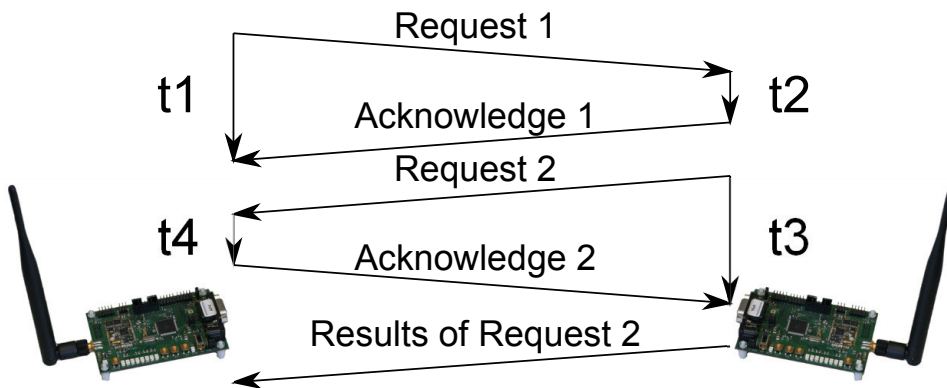 Request 1
t1
t2
Acknowledge 1
Request 2
t4
t3
Acknowledge 2
Results of Request 2